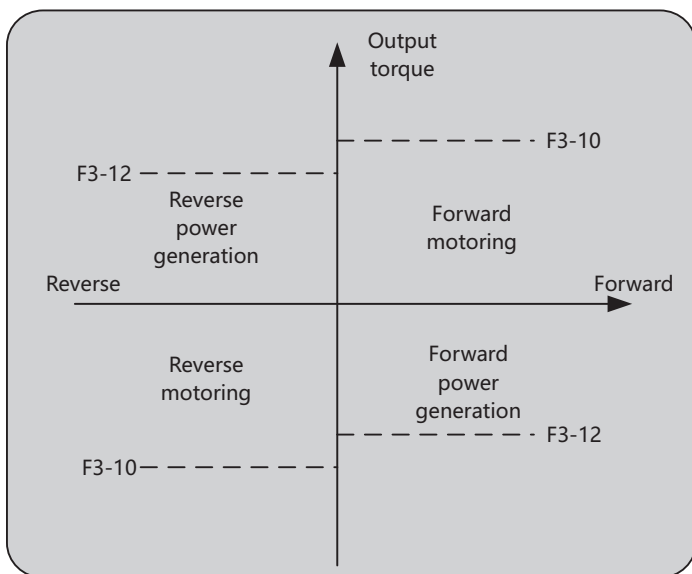 Output
torque
F3-10
F3-12
Reverse
power
generation
Forward
motoring
Reverse
Forward
Reverse
motoring
Forward
power
generation
F3-12
F3-10